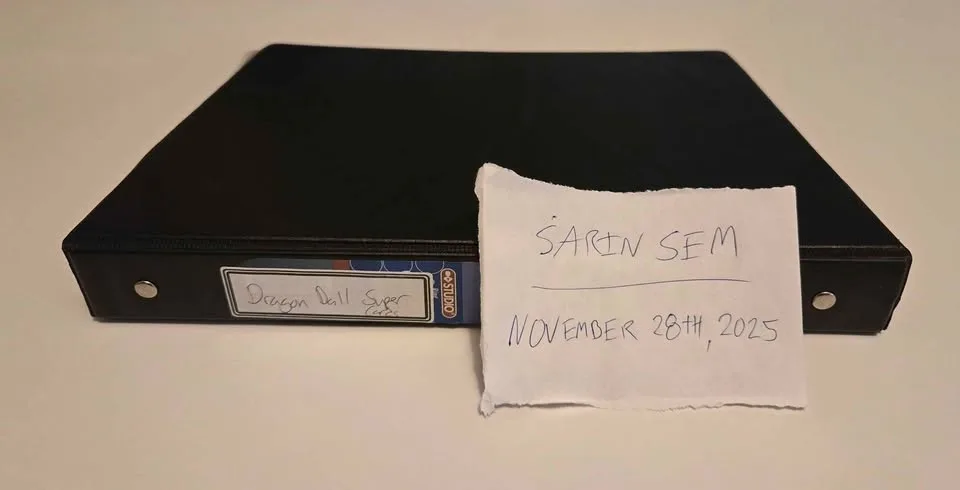 SARIN SEM
NOVEMBER 28TH, 2025
Dragon Ball Super
Cards
STUDIO